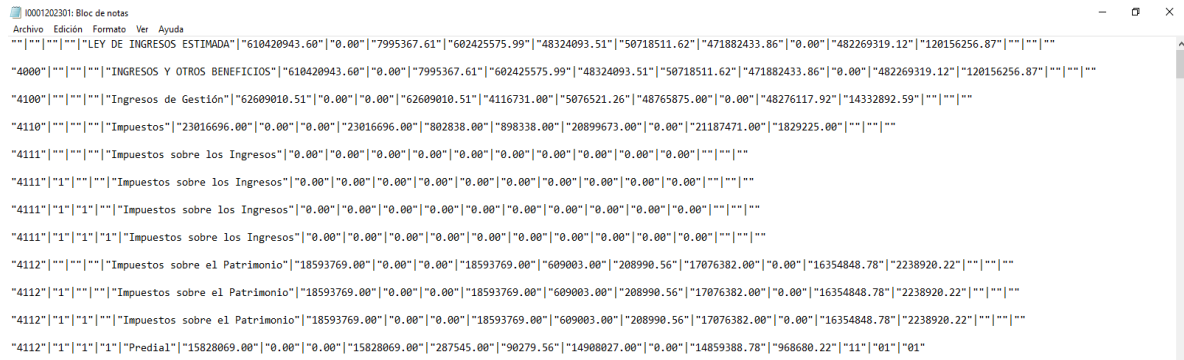 I0001202301: Bloc de notas
Archivo Edición Formato Ver Ayuda
""|""|""|""|"LEY DE INGRESOS ESTIMADA"|"610420943.60"|"0.00"|"7995367.61"|"602425575.99"|"48324093.51"|"50718511.62"|"471882433.86"|"0.00"|"482269319.12"|"120156256.87"|""|""|""
"4000"|""|""|""|"INGRESOS Y OTROS BENEFICIOS"|"610420943.60"|"0.00"|"7995367.61"|"602425575.99"|"48324093.51"|"50718511.62"|"471882433.86"|"0.00"|"482269319.12"|"120156256.87"|""|""|""
"4100"|""|""|""|"Ingresos de Gestión"|"62609010.51"|"0.00"|"0.00"|"62609010.51"|"4116731.00"|"5076521.26"|"48765875.00"|"0.00"|"48276117.92"|"14332892.59"|""|""|""
"4110"|""|""|""|"Impuestos"|"23016696.00"|"0.00"|"0.00"|"23016696.00"|"802838.00"|"898338.00"|"20899673.00"|"0.00"|"21187471.00"|"1829225.00"|""|""|""
"4111"|""|""|""|"Impuestos sobre los Ingresos"|"0.00"|"0.00"|"0.00"|"0.00"|"0.00"|"0.00"|"0.00"|"0.00"|"0.00"|"0.00"|""|""|""
"4111"|"1"|""|""|"Impuestos sobre los Ingresos"|"0.00"|"0.00"|"0.00"|"0.00"|"0.00"|"0.00"|"0.00"|"0.00"|"0.00"|"0.00"|""|""|""
"4111"|"1"|"1"|""|"Impuestos sobre los Ingresos"|"0.00"|"0.00"|"0.00"|"0.00"|"0.00"|"0.00"|"0.00"|"0.00"|"0.00"|"0.00"|""|""|""
"4111"|"1"|"1"|"1"|"Impuestos sobre los Ingresos"|"0.00"|"0.00"|"0.00"|"0.00"|"0.00"|"0.00"|"0.00"|"0.00"|"0.00"|"0.00"|""|""|""
"4112"|""|""|""|"Impuestos sobre el Patrimonio"|"18593769.00"|"0.00"|"0.00"|"18593769.00"|"609003.00"|"208990.56"|"17076382.00"|"0.00"|"16354848.78"|"2238920.22"|""|""|""
"4112"|"1"|""|""|"Impuestos sobre el Patrimonio"|"18593769.00"|"0.00"|"0.00"|"18593769.00"|"609003.00"|"208990.56"|"17076382.00"|"0.00"|"16354848.78"|"2238920.22"|""|""|""
"4112"|"1"|"1"|""|"Impuestos sobre el Patrimonio"|"18593769.00"|"0.00"|"0.00"|"18593769.00"|"609003.00"|"208990.56"|"17076382.00"|"0.00"|"16354848.78"|"2238920.22"|""|""|""
"4112"|"1"|"1"|"1"|"Predial"|"15828069.00"|"0.00"|"0.00"|"15828069.00"|"287545.00"|"90279.56"|"14908027.00"|"0.00"|"14859388.78"|"968680.22"|"11"|"01"|"01"